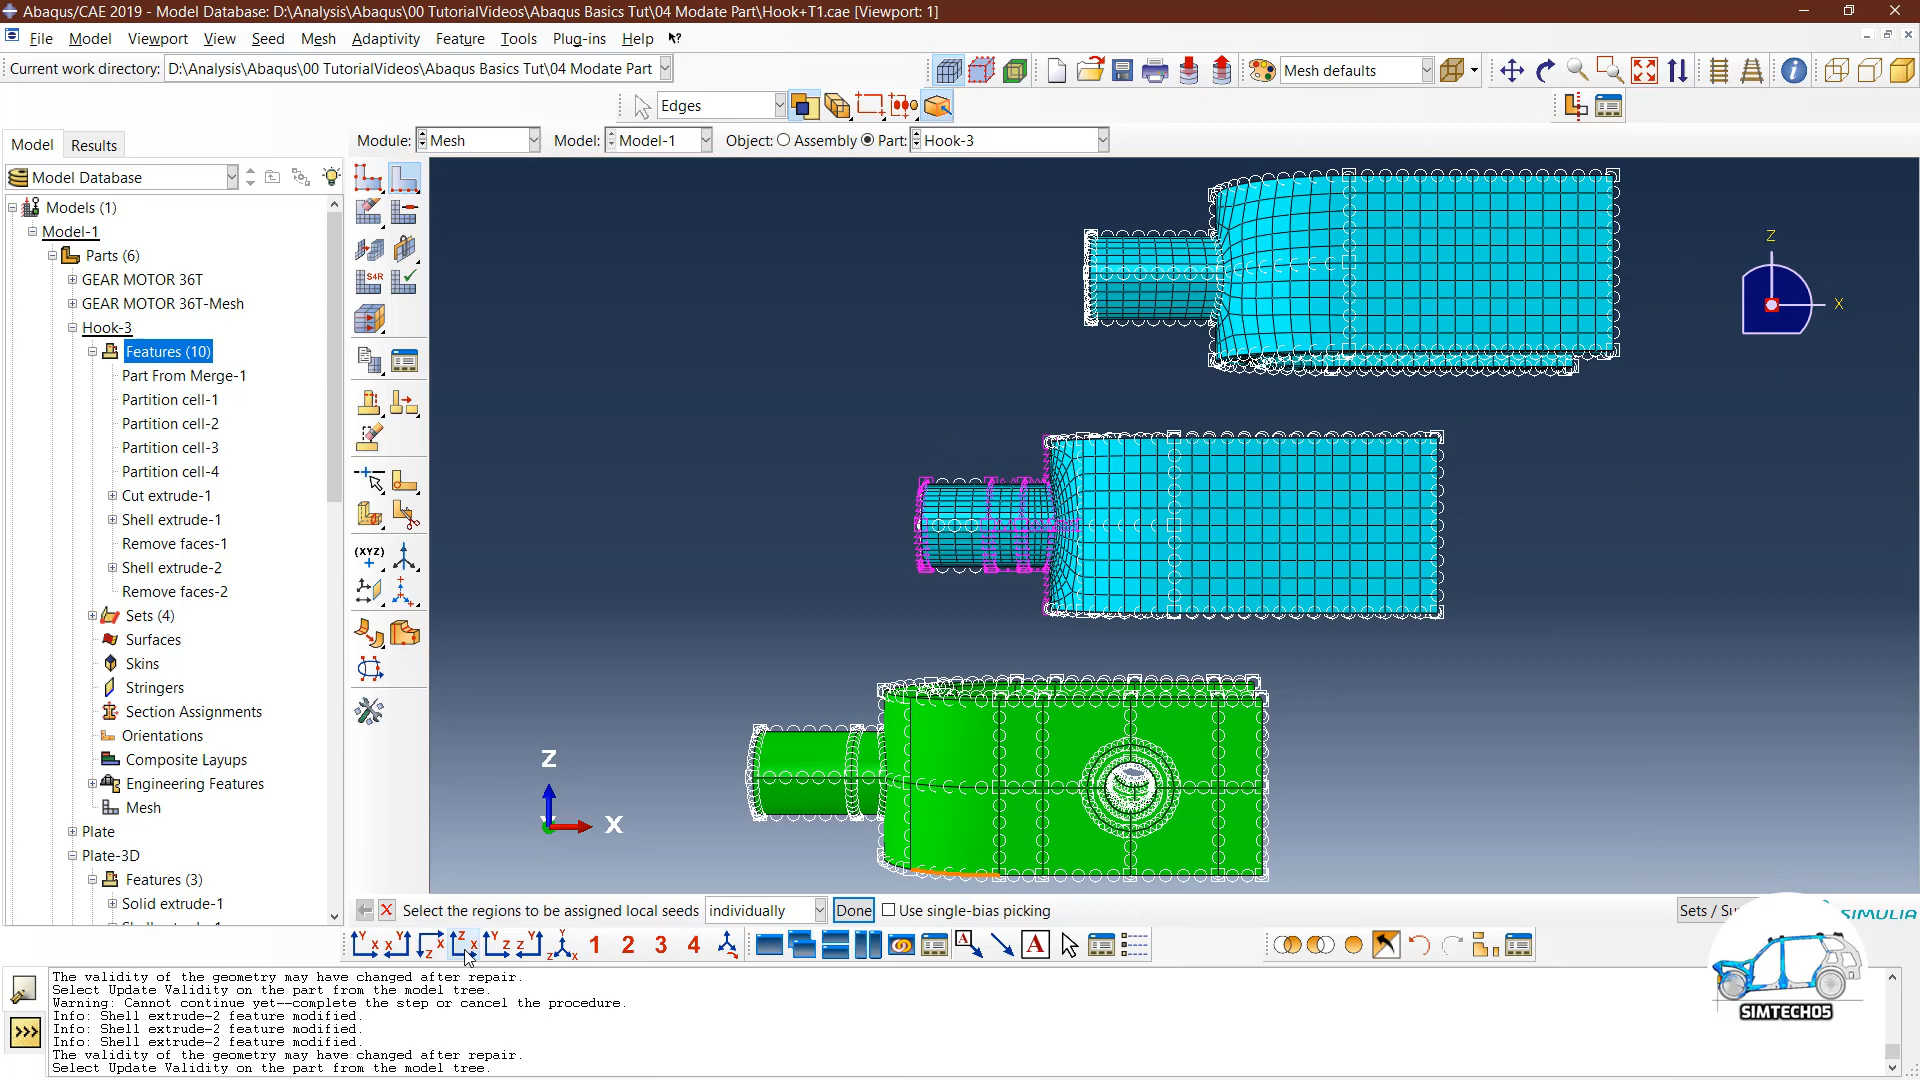 Abaqus/CAE 2019 - Model Database: D:\Analysis\Abaqus\00 TutorialVideos\Abaqus Basics Tut\04 Modate Part\Hook+T1.cae [Viewport: 1]
File Model Viewport View Seed Mesh Adaptivity Feature Tools Plug-ins Help
Current work directory: D:\Analysis\Abaqus\00 TutorialVideos\Abaqus Basics Tut\04 Modate Part
Mesh defaults
Edges
Model Results
Module: Mesh Model: Model-1 Object: Assembly Part: Hook-3
Model Database
Models (1)
Model-1
Parts (6)
GEAR MOTOR 36T
GEAR MOTOR 36T-Mesh
Hook-3
Features (10)
Part From Merge-1
Partition cell-1
Partition cell-2
Partition cell-3
Partition cell-4
Cut extrude-1
Shell extrude-1
Remove faces-1
Shell extrude-2
Remove faces-2
Sets (4)
Surfaces
Skins
Stringers
Section Assignments
Orientations
Composite Layups
Engineering Features
Mesh
Plate
Plate-3D
Features (3)
Solid extrude-1
S4R
(XYZ)
Z
X
Z
X
Select the regions to be assigned local seeds individually Done Use single-bias picking
Sets /
SIMULIA
1 2 3 4
A
A
The validity of the geometry may have changed after repair.
Select Update Validity on the part from the model tree.
Warning: Cannot continue yet--complete the step or cancel the procedure.
Info: Shell extrude-2 feature modified.
Info: Shell extrude-2 feature modified.
Info: Shell extrude-2 feature modified.
The validity of the geometry may have changed after repair.
Select Update Validity on the part from the model tree.
>>>
SIMTECH05